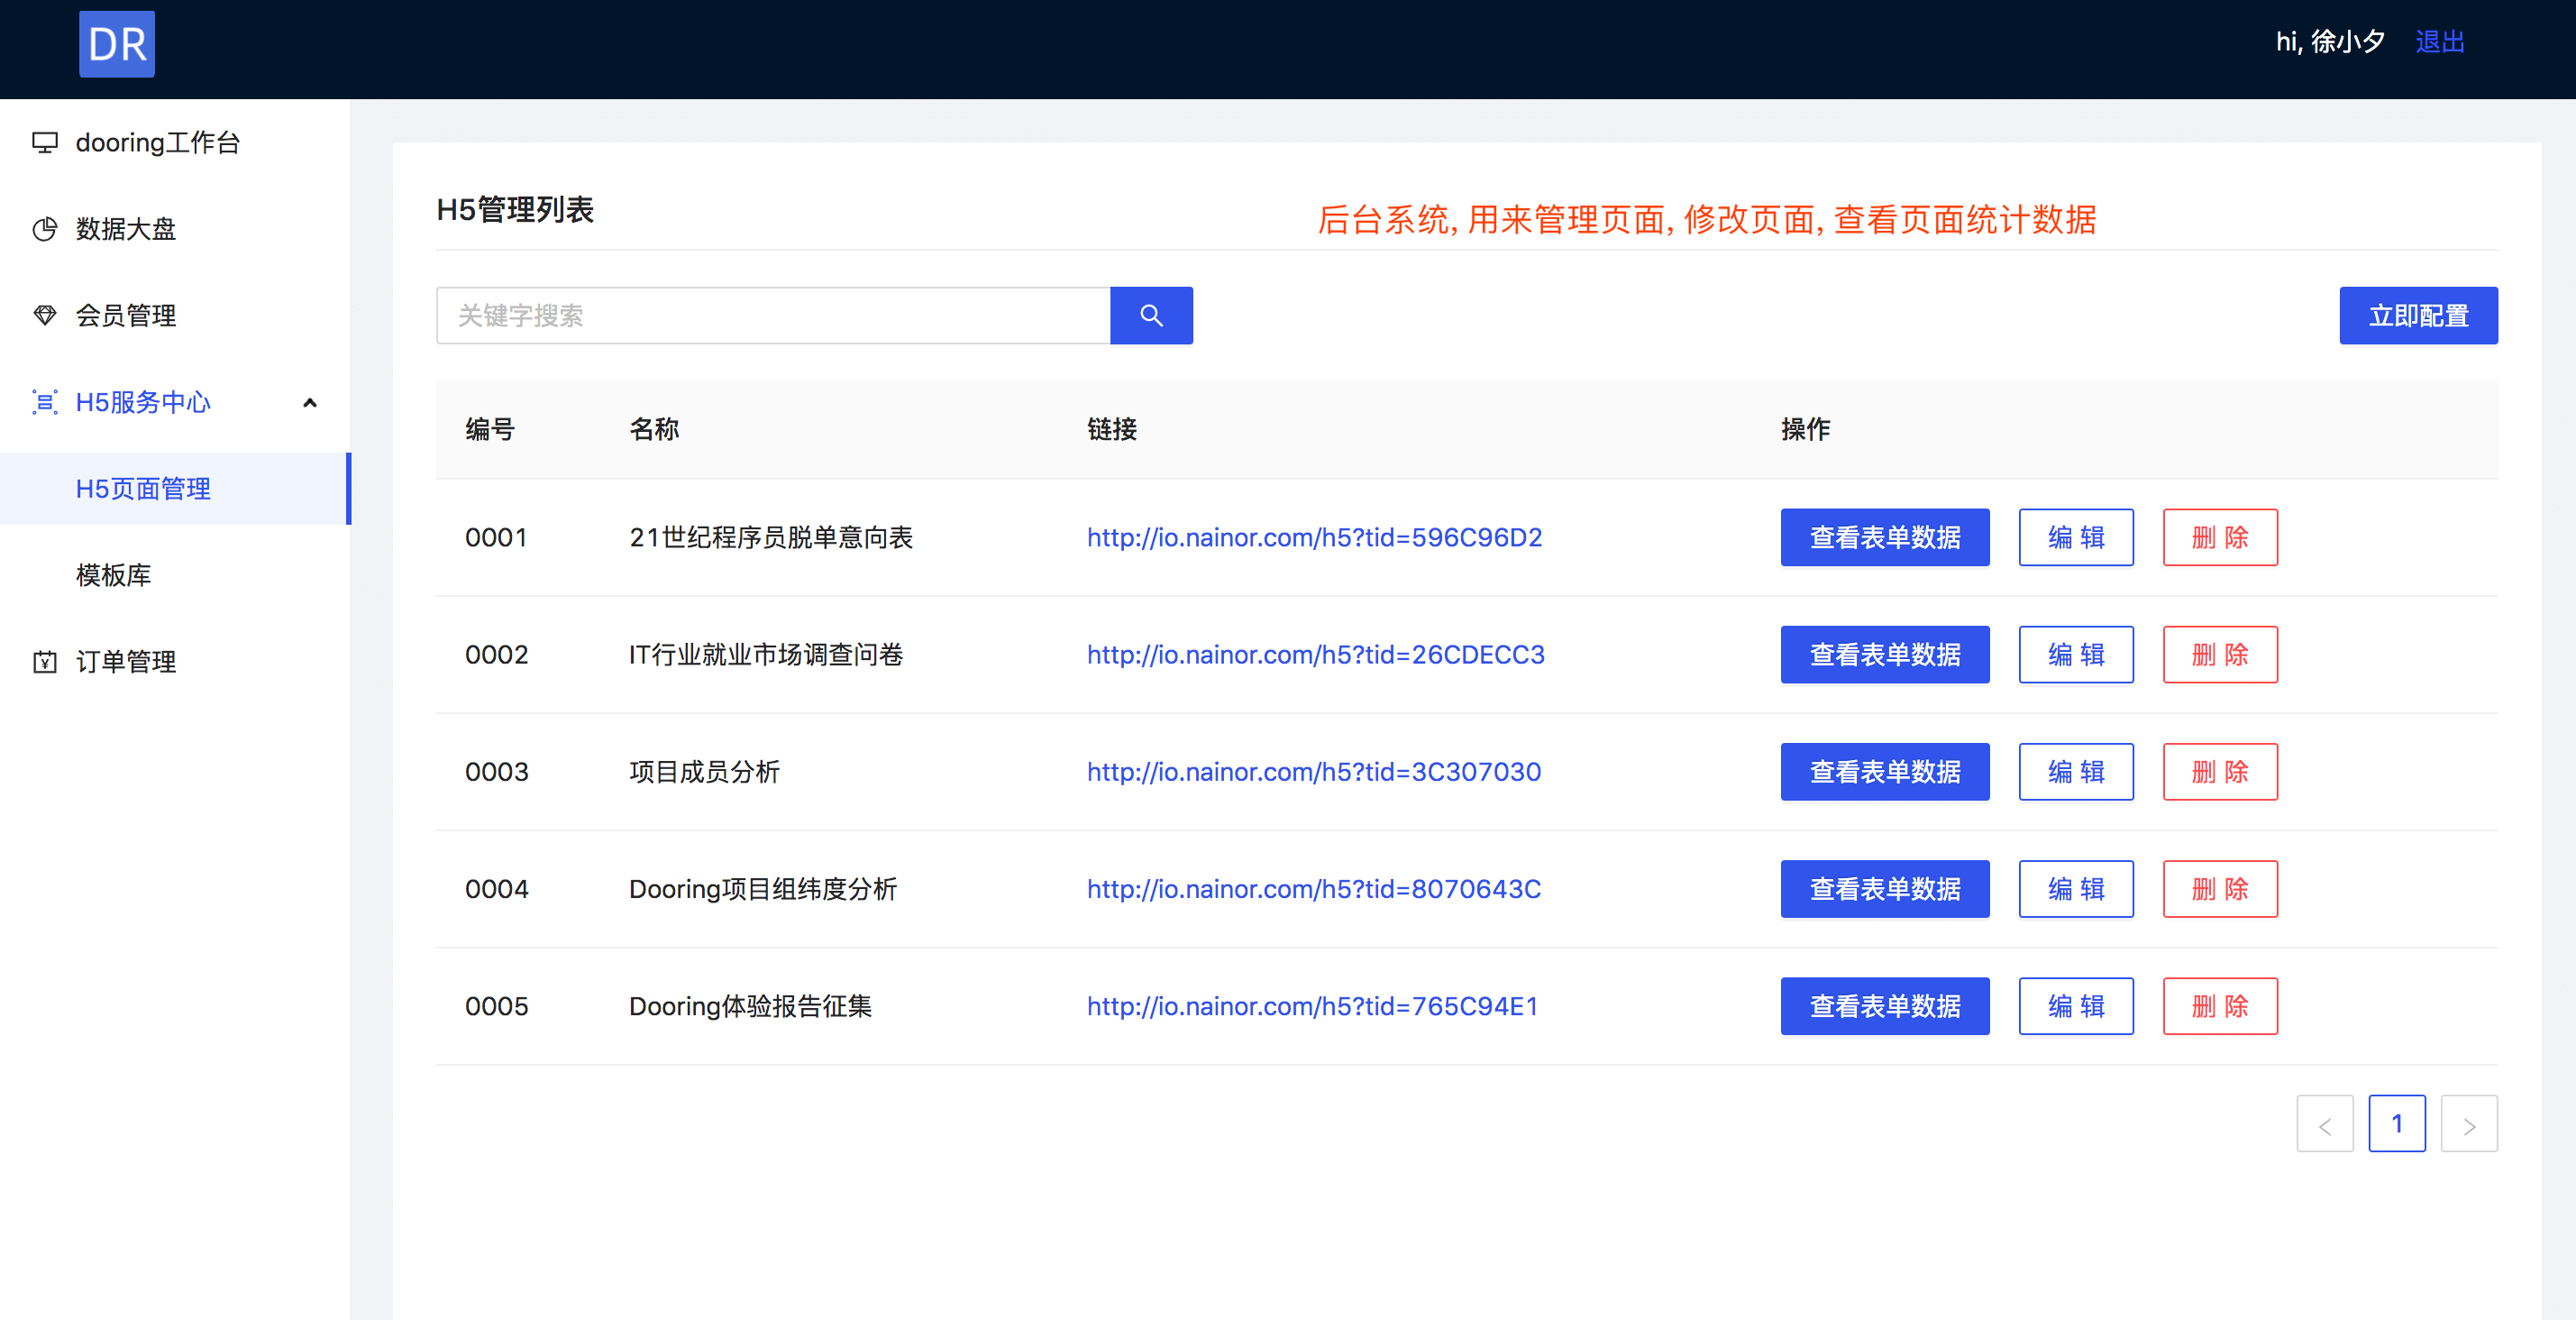 DR
hi, 徐小夕 退出
dooring工作台
数据大盘
会员管理
H5服务中心
H5页面管理
模板库
订单管理
H5管理列表
后台系统, 用来管理页面, 修改页面, 查看页面统计数据
关键字搜索
立即配置
编号 名称 链接 操作
0001 21世纪程序员脱单意向表 http://io.nainor.com/h5?tid=596C96D2 查看表单数据 编 辑 删 除
0002 IT行业就业市场调查问卷 http://io.nainor.com/h5?tid=26CDECC3 查看表单数据 编 辑 删 除
0003 项目成员分析 http://io.nainor.com/h5?tid=3C307030 查看表单数据 编 辑 删 除
0004 Dooring项目组纬度分析 http://io.nainor.com/h5?tid=8070643C 查看表单数据 编 辑 删 除
0005 Dooring体验报告征集 http://io.nainor.com/h5?tid=765C94E1 查看表单数据 编 辑 删 除
< 1 >